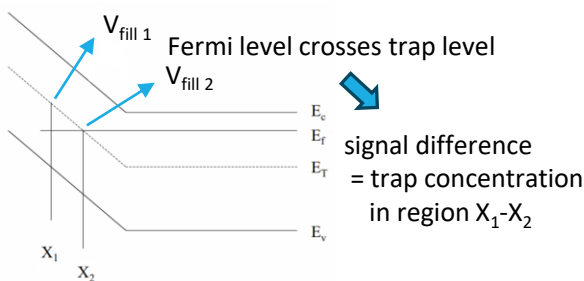 V_fill 1
Fermi level crosses trap level
V_fill 2
E_c
E_f
E_T
E_v
signal difference
= trap concentration
in region X_1-X_2
X_1
X_2